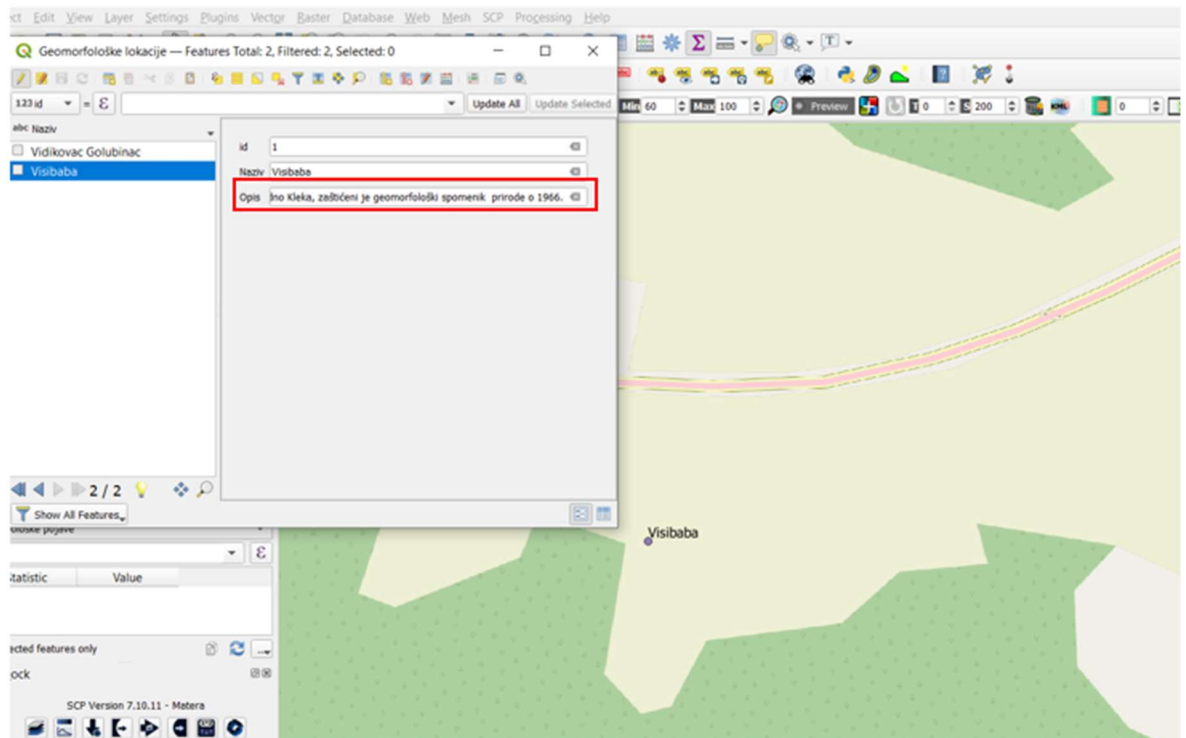 ct Edit View Layer Settings Plugins Vector Raster Database Web Mesh SCP Processing Help
Geomorfološke lokacije — Features Total: 2, Filtered: 2, Selected: 0
123 id = ε Update All Update Selected
Min 60 Max 100 Preview T 0 S 200 0
abc Naziv
Vidikovac Golubinac
Visibaba
id 1
Naziv Visibaba
Opis lno Kleka, zaštićeni je geomorfološki spomenik prirode o 1966.
2 / 2
Show All Features
ološke pojave
ε
Statistic Value
ected features only
ock
SCP Version 7.10.11 - Matera
Visibaba